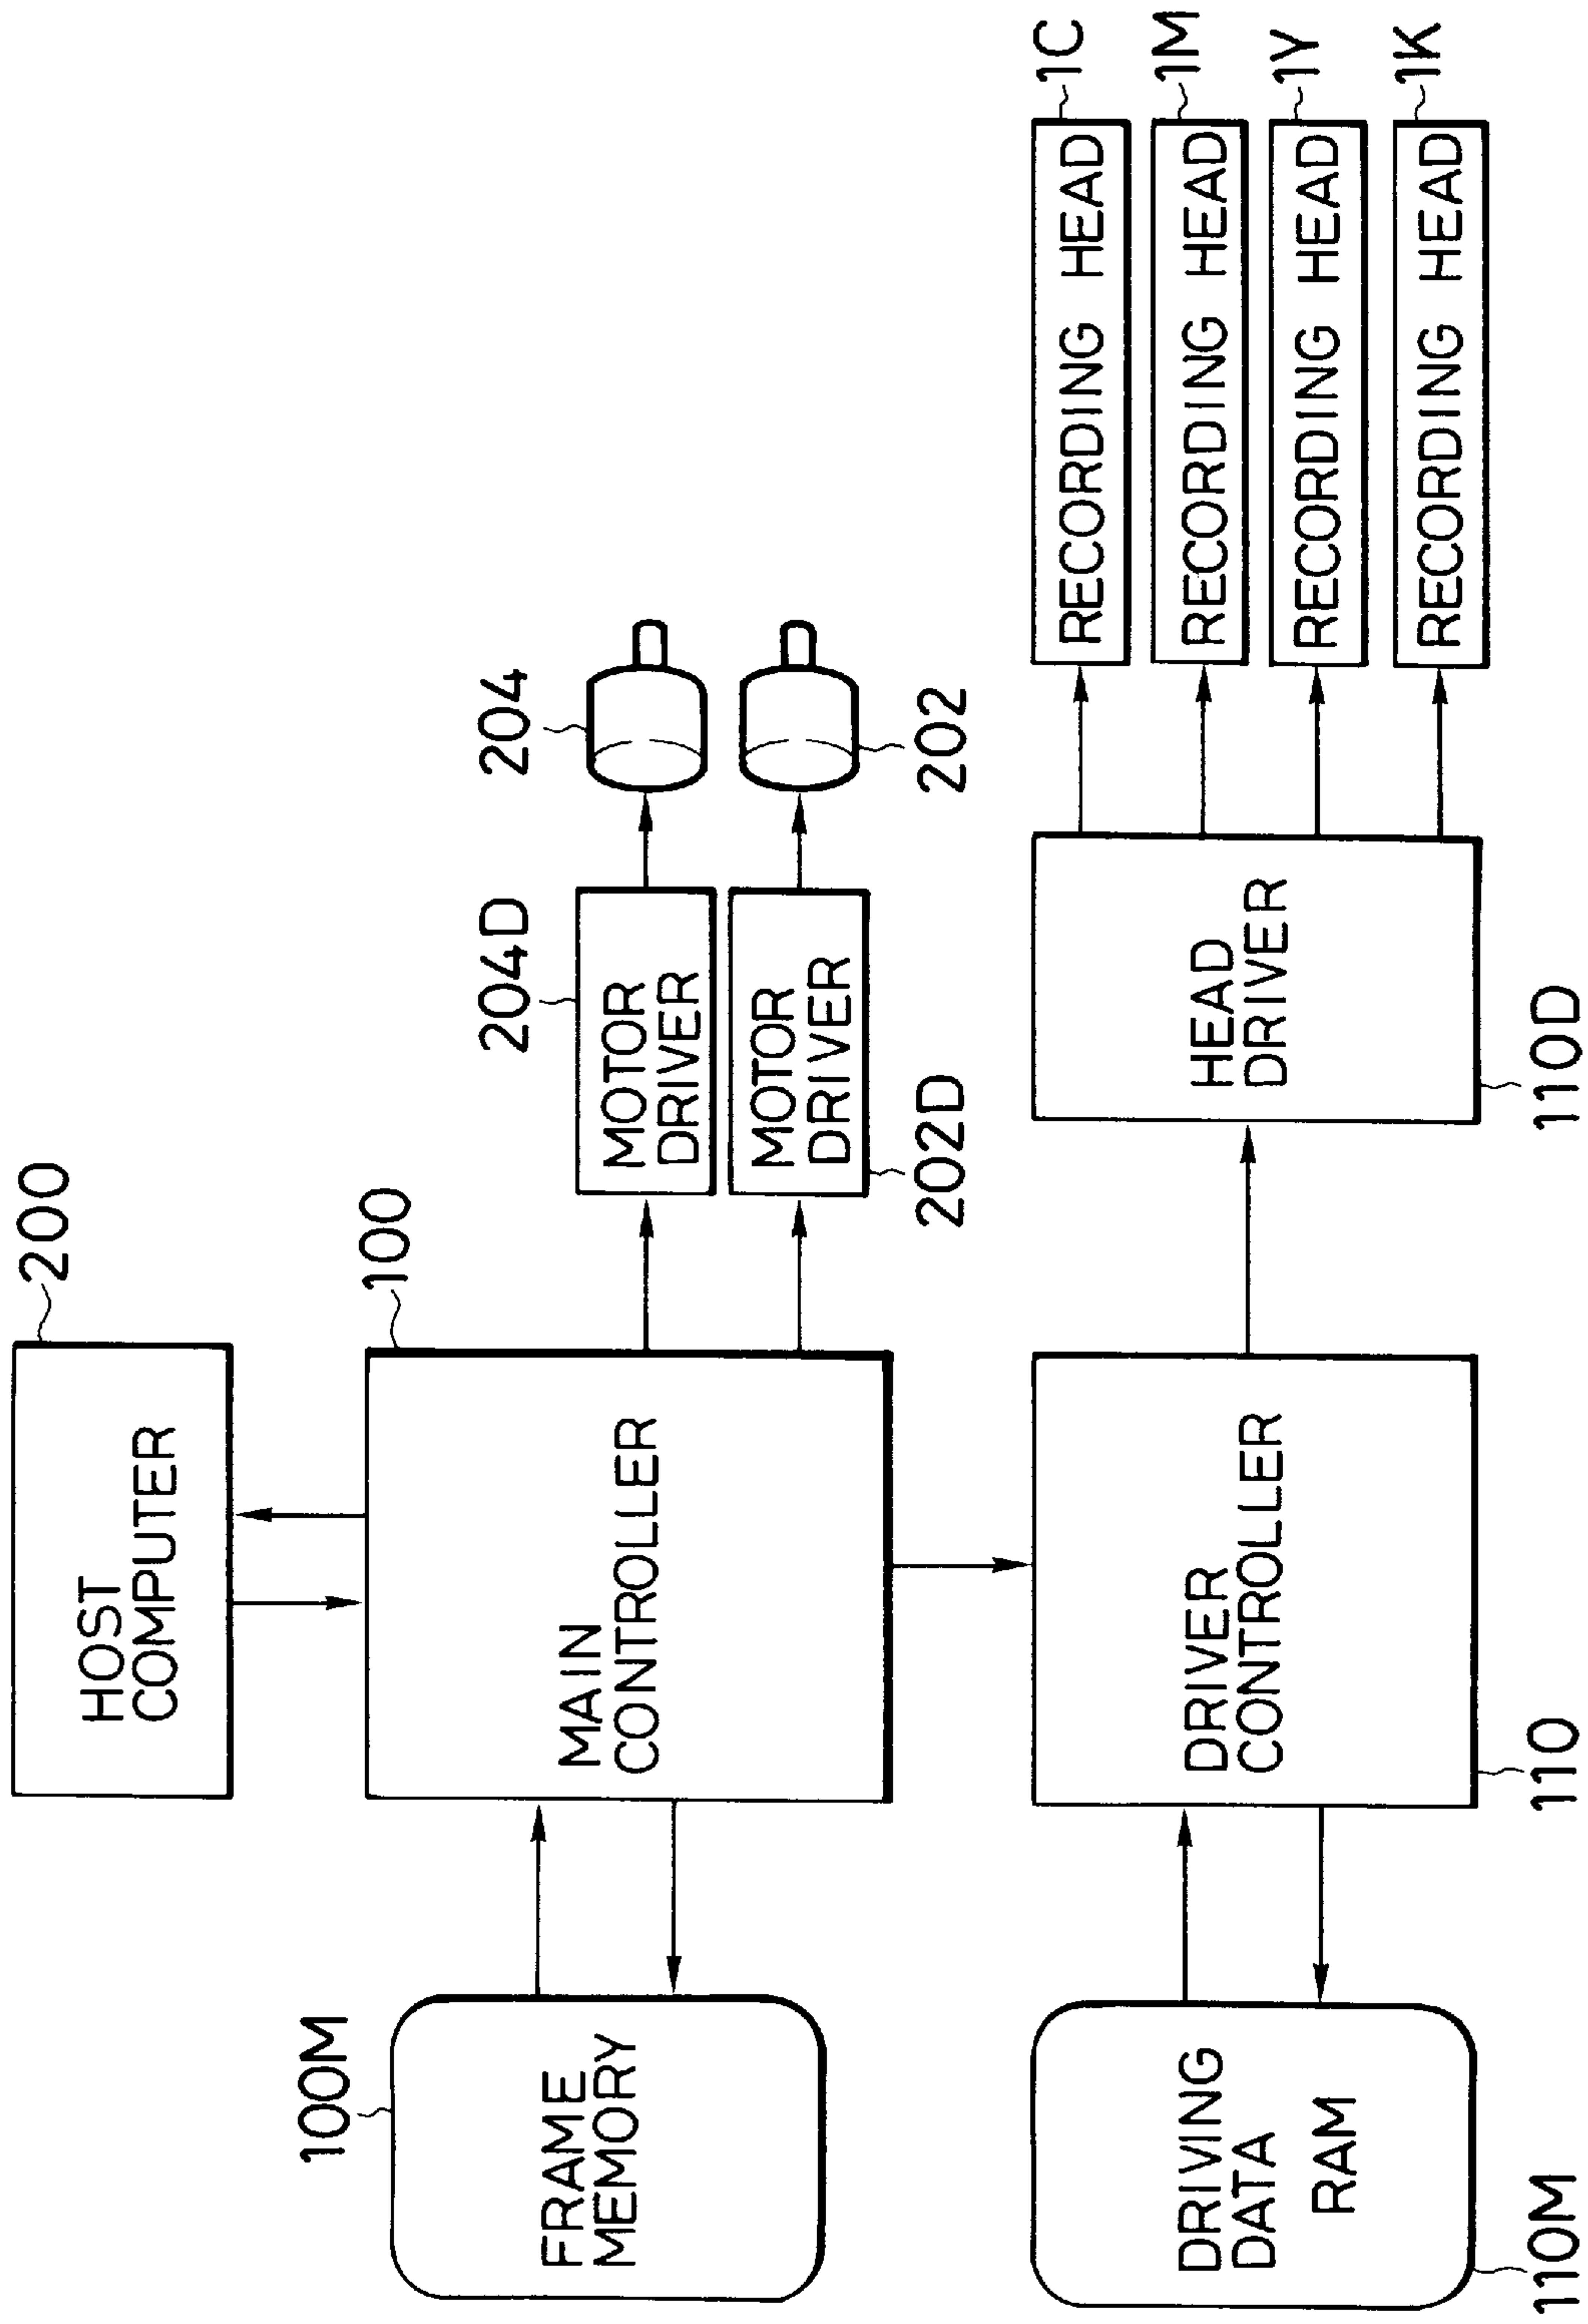 200
HOST
COMPUTER
100
MAIN
CONTROLLER
100M
FRAME
MEMORY
204D
MOTOR
DRIVER
204
MOTOR
DRIVER
202D
202
DRIVING
DATA
RAM
110M
DRIVER
CONTROLLER
110
HEAD
DRIVER
110D
RECORDING HEAD
1C
RECORDING HEAD
1M
RECORDING HEAD
1Y
RECORDING HEAD
1K